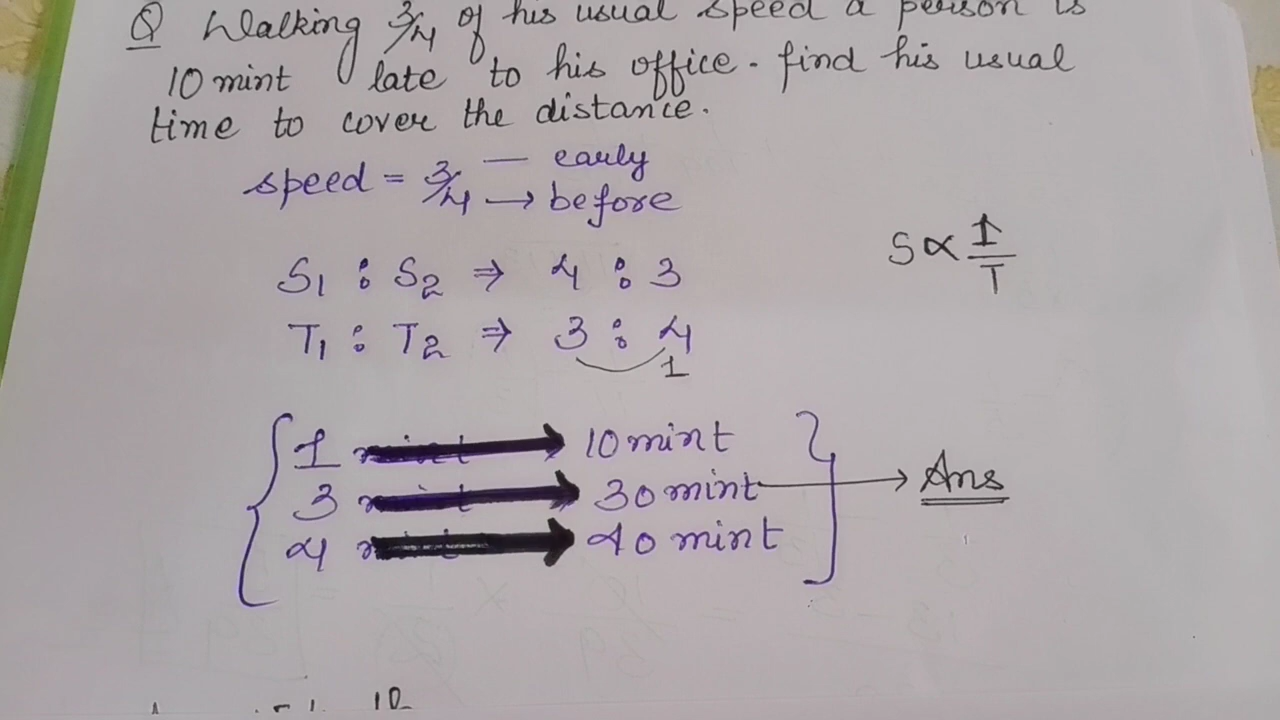 Q Walking 3/4 of his usual speed a person is
10 mint late to his office. find his usual
time to cover the distance.
speed = 3/4 — early
→ before
S1 : S2 ⇒ 4 : 3
S ∝ 1/T
T1 : T2 ⇒ 3 : 4
1
1 → 10 mint
3 → 30 mint → Ans
4 → 40 mint